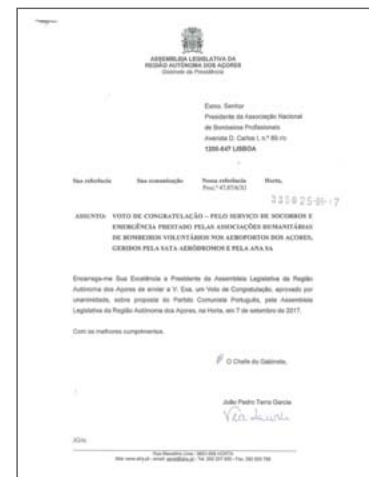 ASSEMBLEIA LEGISLATIVA DA
REGIÃO AUTÓNOMA DOS AÇORES
Gabinete da Presidência
Exmo. Senhor
Presidente da Associação Nacional
de Bombeiros Profissionais
Avenida D. Carlos I, n.º 89 r/c
1200-647 LISBOA
Sua referência Sua comunicação Nossa referência Horta,
Proc.º
ASSUNTO: VOTO DE CONGRATULAÇÃO – PELO SERVIÇO DE SOCORROS E
EMERGÊNCIA PRESTADO PELAS ASSOCIAÇÕES HUMANITÁRIAS
DE BOMBEIROS VOLUNTÁRIOS NOS AEROPORTOS DOS AÇORES,
GERIDOS PELA SATA AERÓDROMOS E PELA ANA SA
Encarrega-me Sua Excelência a Presidente da Assembleia Legislativa da Região
Autónoma dos Açores de enviar a V. Exa. um Voto de Congratulação, aprovado por
unanimidade, sobre proposta do Partido Comunista Português, pela Assembleia
Legislativa da Região Autónoma dos Açores, na Horta, em 7 de setembro de 2017.
Com os melhores cumprimentos.
O Chefe do Gabinete,
João Pedro Terra Garcia